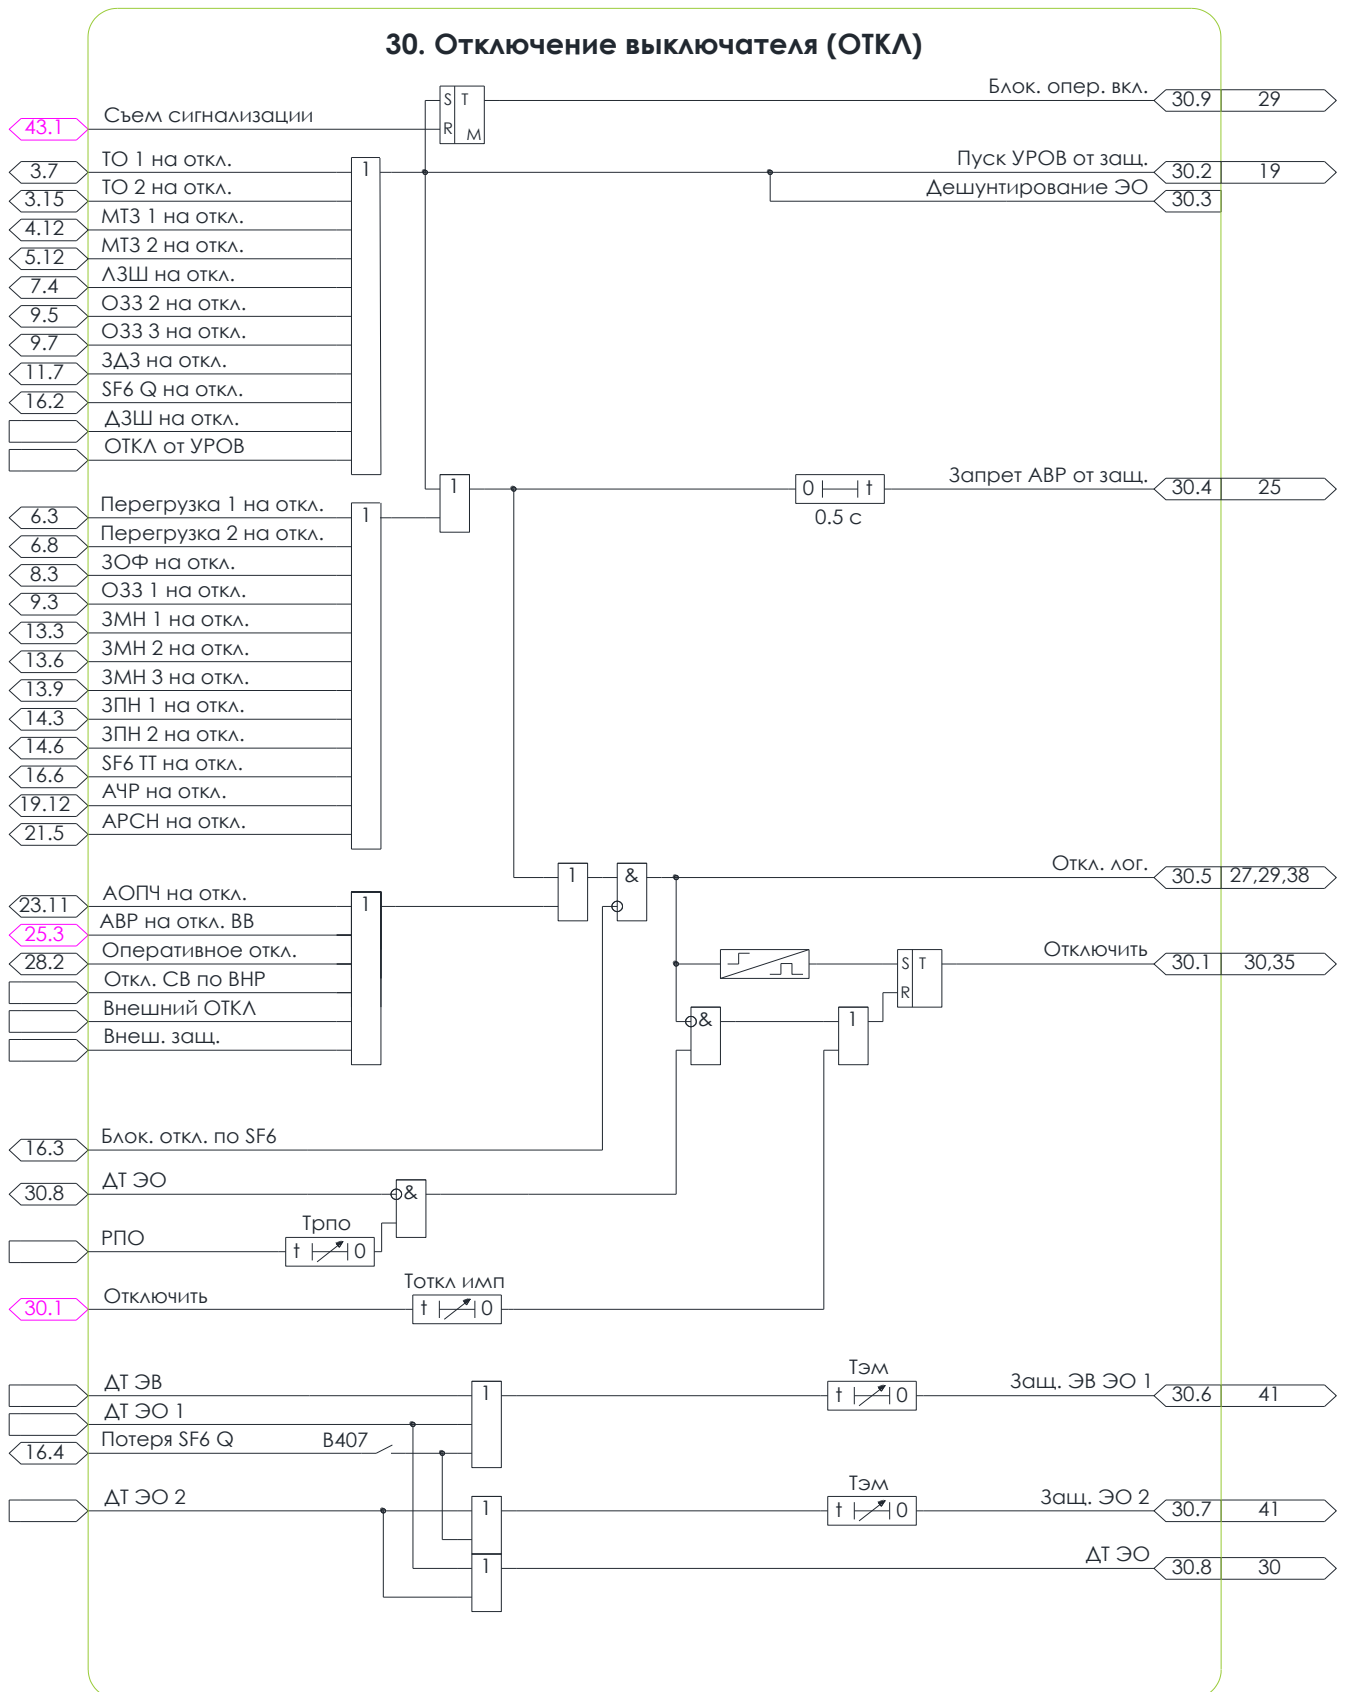 30. Отключение выключателя (ОТКЛ)
S T
R M
Блок. опер. вкл.
30.9 29
43.1 Съем сигнализации
3.7 ТО 1 на откл.
1
Пуск УРОВ от защ.
30.2 19
3.15 ТО 2 на откл.
Дешунтирование ЭО
30.3
4.12 МТЗ 1 на откл.
5.12 МТЗ 2 на откл.
7.4 ЛЗШ на откл.
9.5 ОЗЗ 2 на откл.
9.7 ОЗЗ 3 на откл.
11.7 ЗДЗ на откл.
16.2 SF6 Q на откл.
ДЗШ на откл.
ОТКЛ от УРОВ
1
0 t
0.5 с
Запрет АВР от защ.
30.4 25
6.3 Перегрузка 1 на откл.
1
6.8 Перегрузка 2 на откл.
8.3 ЗОФ на откл.
9.3 ОЗЗ 1 на откл.
13.3 ЗМН 1 на откл.
13.6 ЗМН 2 на откл.
13.9 ЗМН 3 на откл.
14.3 ЗПН 1 на откл.
14.6 ЗПН 2 на откл.
16.6 SF6 ТТ на откл.
19.12 АЧР на откл.
21.5 АРСН на откл.
1
&
Откл. лог.
30.5 27,29,38
23.11 АОПЧ на откл.
1
25.3 АВР на откл. ВВ
28.2 Оперативное откл.
S T
R
Отключить
30.1 30,35
Откл. СВ по ВНР
Внешний ОТКЛ
&
1
Внеш. защ.
16.3 Блок. откл. по SF6
30.8 ДТ ЭО
&
РПО
Трпо
t 0
30.1 Отключить
Тоткл имп
t 0
ДТ ЭВ
1
Тэм
t 0
Защ. ЭВ ЭО 1
30.6 41
ДТ ЭО 1
16.4 Потеря SF6 Q
В407
ДТ ЭО 2
1
Тэм
t 0
Защ. ЭО 2
30.7 41
1
ДТ ЭО
30.8 30